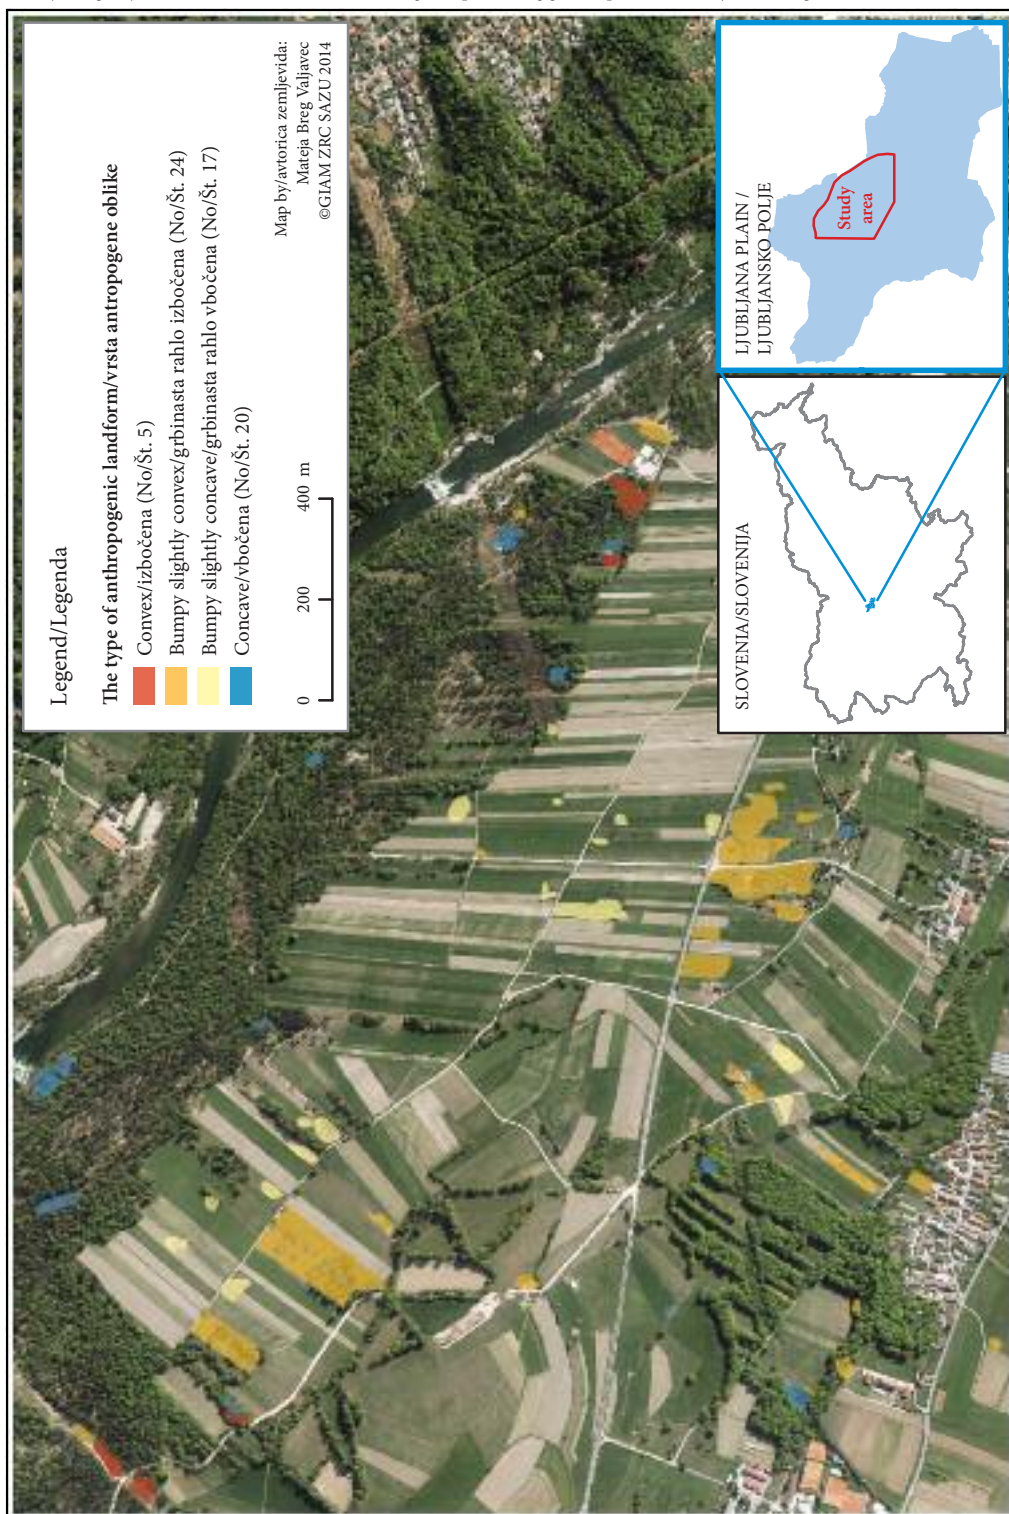 Legend/Legenda
The type of anthropogenic landform/vrsta antropogene oblike
Convex/izbočena (No/Št. 5)
Bumpy slightly convex/grbinasta rahlo izbočena (No/Št. 24)
Bumpy slightly concave/grbinasta rahlo vbočena (No/Št. 17)
Concave/vbočena (No/Št. 20)
0 200 400 m
Map by/avtorica zemljevida:
Mateja Breg Valjavec
©GIAM ZRC SAZU 2014
SLOVENIA/SLOVENIJA
LJUBLJANA PLAIN /
LJUBLJANSKO POLJE
Study
area